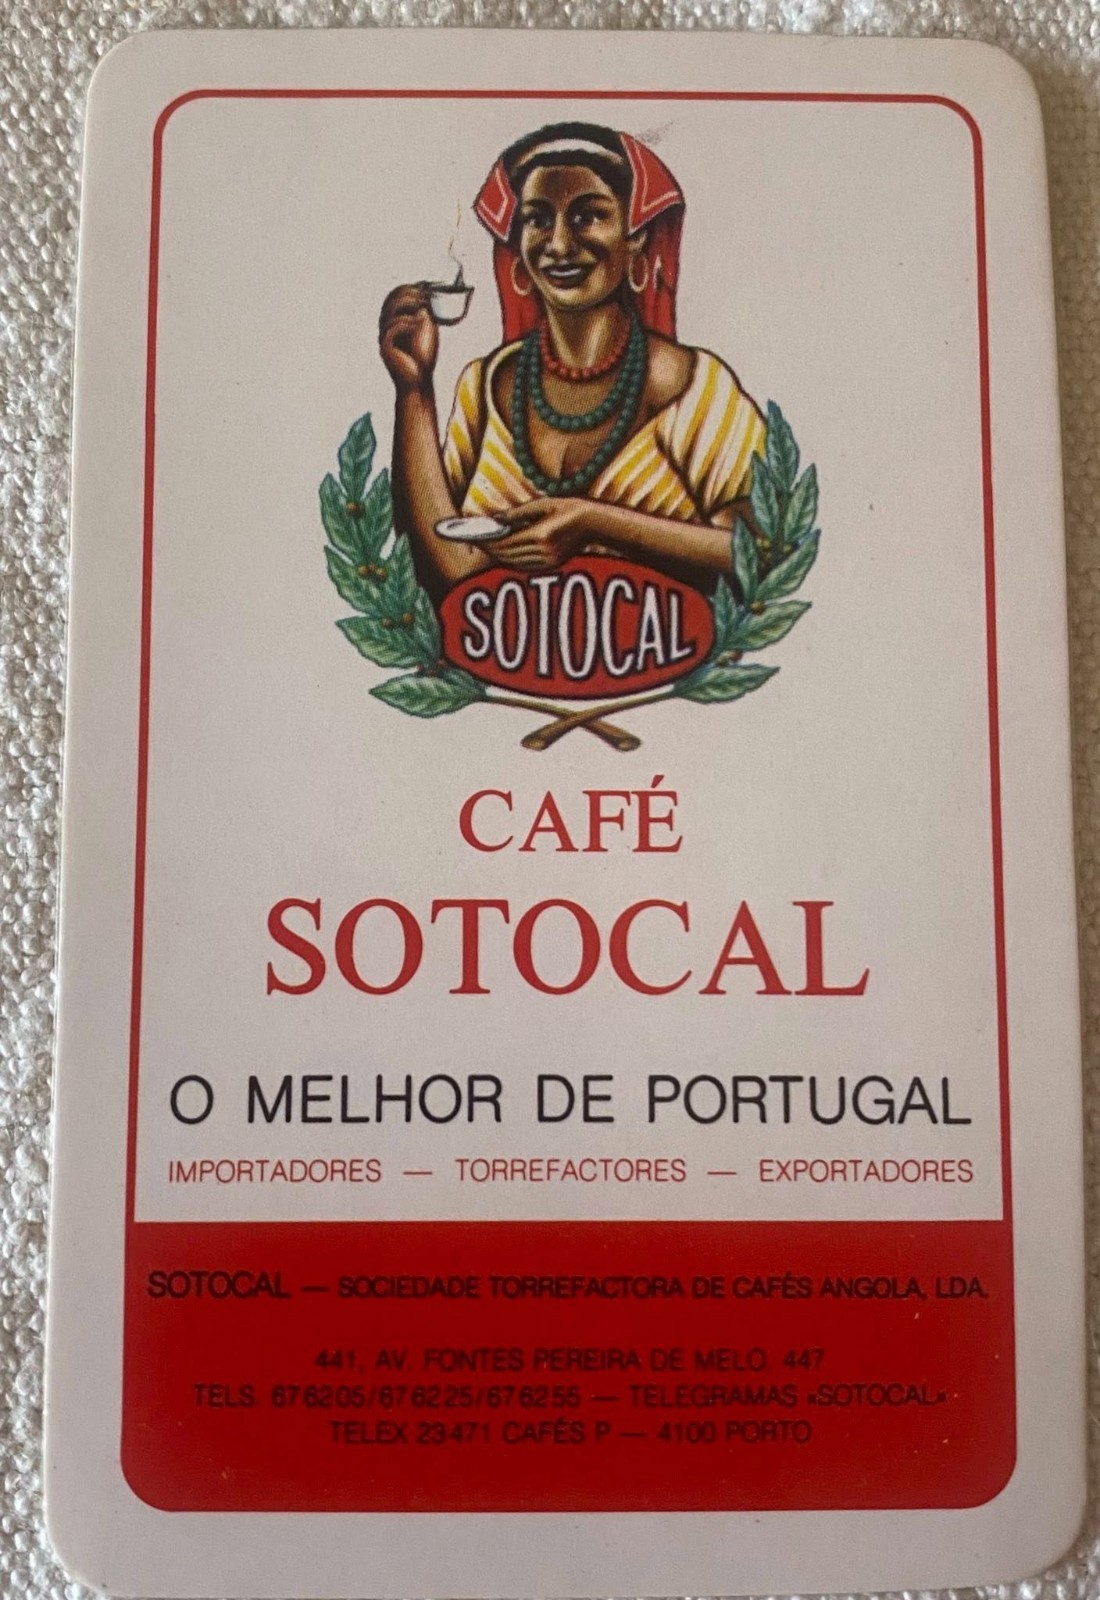 SOTOCAL
CAFÉ
SOTOCAL
O MELHOR DE PORTUGAL
IMPORTADORES — TORREFACTORES — EXPORTADORES
SOTOCAL — SOCIEDADE TORREFACTORA DE CAFÉS ANGOLA, LDA.
441, AV. FONTES PEREIRA DE MELO, 447
TELS. 676205/676225/676255 — TELEGRAMAS «SOTOCAL»
TELEX 23471 CAFÉS P — 4100 PORTO